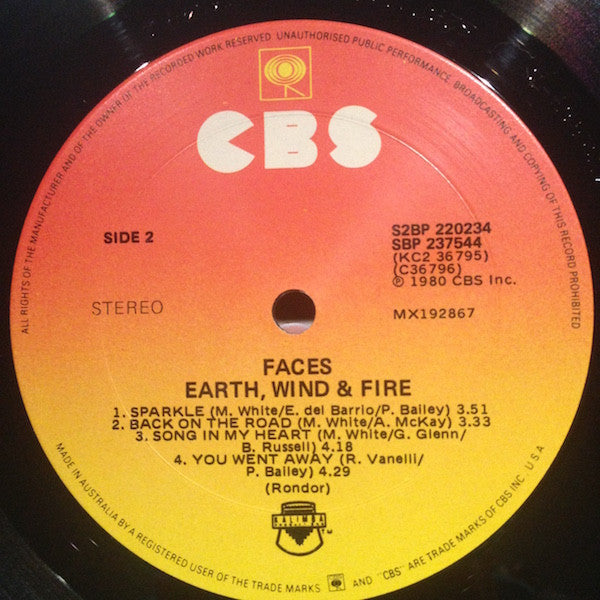 ALL RIGHTS OF THE MANUFACTURER AND OF THE OWNER OF THE RECORDED WORK RESERVED. UNAUTHORISED PUBLIC PERFORMANCE, BROADCASTING AND COPYING OF THIS RECORD PROHIBITED
CBS
SIDE 2
S2BP 220234
SBP 237544
(KC2 36795)
(C36796)
℗ 1980 CBS Inc.
STEREO
MX192867
FACES
EARTH, WIND & FIRE
1. SPARKLE (M. White/E. del Barrio/P. Bailey) 3.51
2. BACK ON THE ROAD (M. White/A. McKay) 3.33
3. SONG IN MY HEART (M. White/G. Glenn/
B. Russell) 4.18
4. YOU WENT AWAY (R. Vanelli/
P. Bailey) 4.29
(Rondor)
TM
MADE IN AUSTRALIA BY A REGISTERED USER OF THE TRADE MARKS AND "CBS" ARE TRADE MARKS OF CBS INC. U.S.A